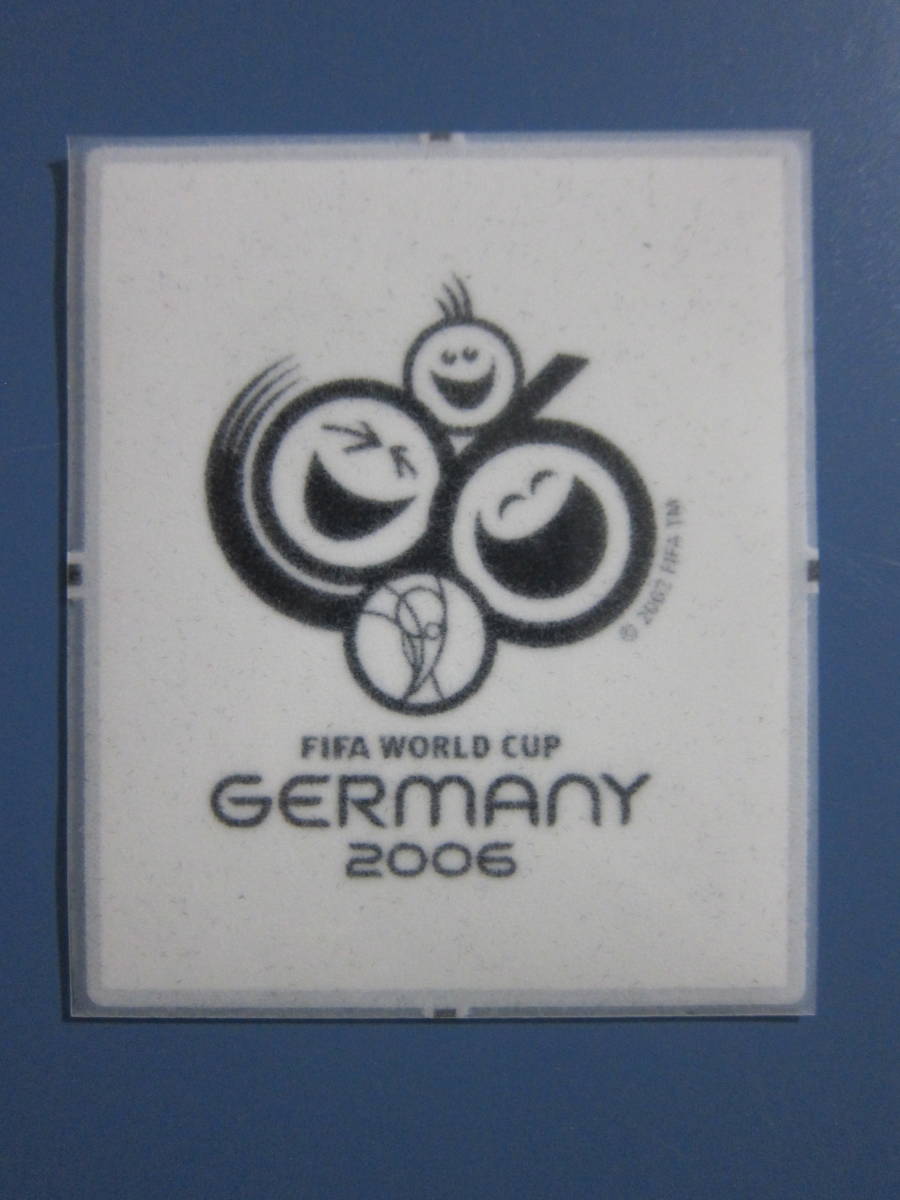 © 2002 FIFA TM
FIFA WORLD CUP
GERMANY
2006